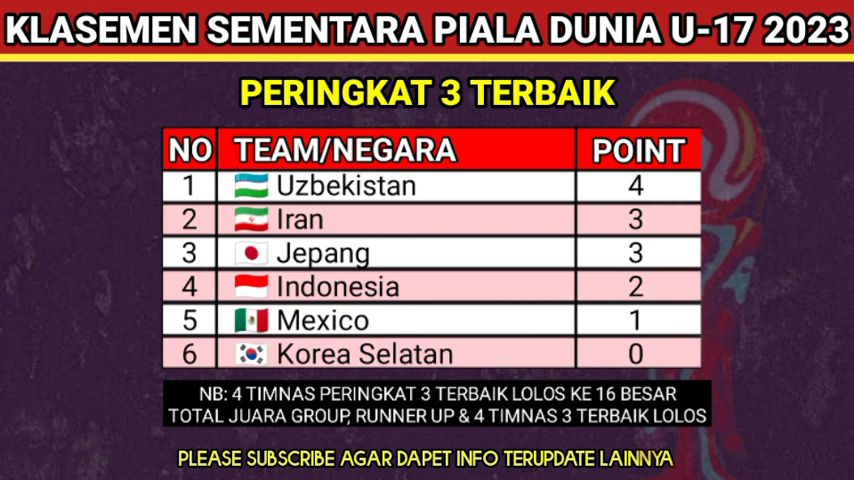 KLASEMEN SEMENTARA PIALA DUNIA U-17 2023
PERINGKAT 3 TERBAIK
NO TEAM/NEGARA POINT
1 Uzbekistan 4
2 Iran 3
3 Jepang 3
4 Indonesia 2
5 Mexico 1
6 Korea Selatan 0
NB: 4 TIMNAS PERINGKAT 3 TERBAIK LOLOS KE 16 BESAR
TOTAL JUARA GROUP, RUNNER UP & 4 TIMNAS 3 TERBAIK LOLOS
PLEASE SUBSCRIBE AGAR DAPET INFO TERUPDATE LAINNYA